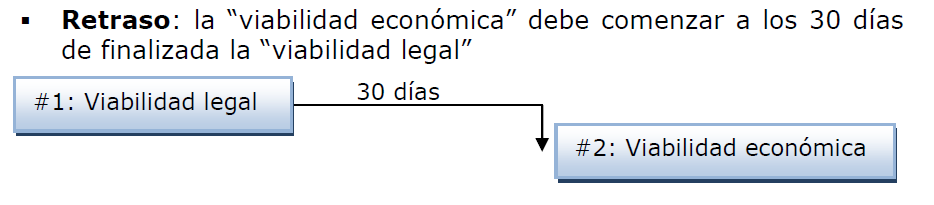 ▪ Retraso: la “viabilidad económica” debe comenzar a los 30 días
de finalizada la “viabilidad legal”
#1: Viabilidad legal
30 días
#2: Viabilidad económica